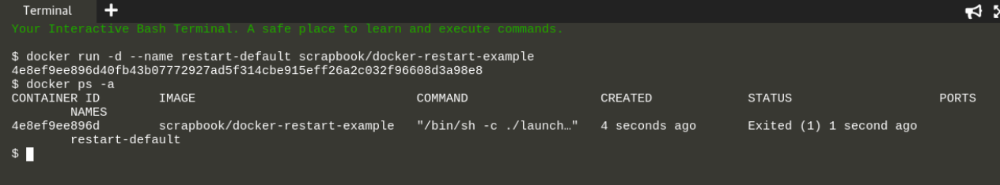 Terminal
Your Interactive Bash Terminal. A safe place to learn and execute commands.
$ docker run -d --name restart-default scrapbook/docker-restart-example
4e8ef9ee896d40fb43b07772927ad5f314cbe915eff26a2c032f96608d3a98e8
$ docker ps -a
CONTAINER ID        IMAGE                              COMMAND                  CREATED             STATUS                    PORTS
        NAMES
4e8ef9ee896d        scrapbook/docker-restart-example   "/bin/sh -c ./launch…"   4 seconds ago       Exited (1) 1 second ago
        restart-default
$